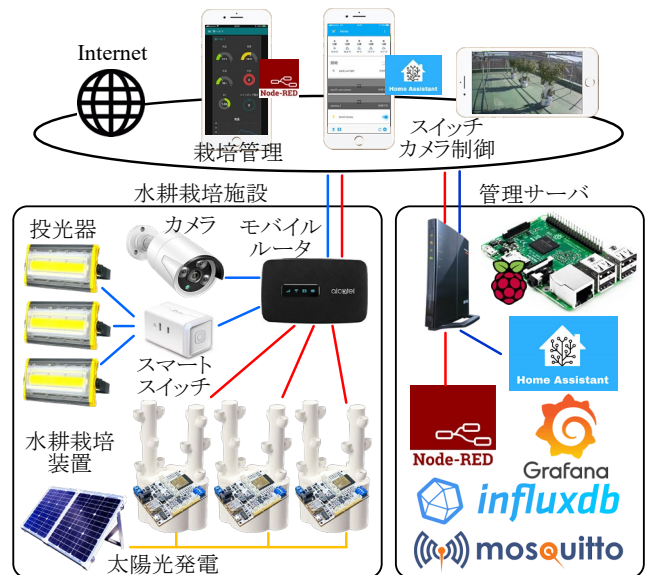 Internet
Node-RED
Home Assistant
栽培管理
スイッチ
カメラ制御
水耕栽培施設
管理サーバ
投光器
カメラ
モバイル
ルータ
alcatel
スマート
スイッチ
水耕栽培
装置
太陽光発電
Home Assistant
Node-RED
Grafana
influxdb
mosquitto